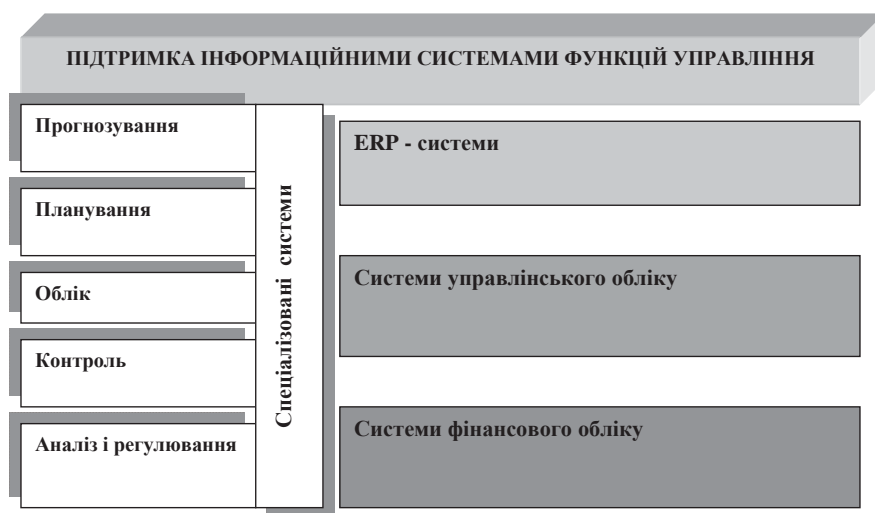 ПІДТРИМКА ІНФОРМАЦІЙНИМИ СИСТЕМАМИ ФУНКЦІЙ УПРАВЛІННЯ
Прогнозування
Планування
Облік
Контроль
Аналіз і регулювання
Спеціалізовані системи
ERP - системи
Системи управлінського обліку
Системи фінансового обліку